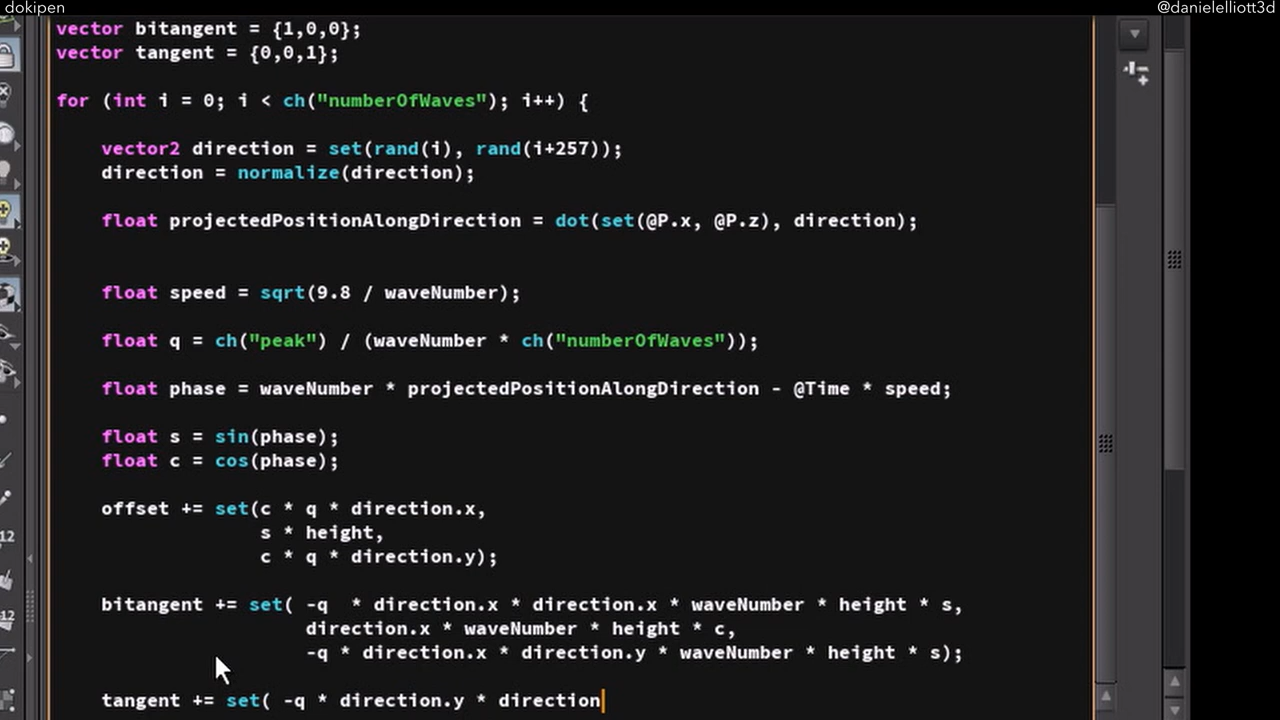 dokipen
@danielelliott3d
vector bitangent = {1,0,0};
vector tangent = {0,0,1};
for (int i = 0; i < ch("numberOfWaves"); i++) {
vector2 direction = set(rand(i), rand(i+257));
direction = normalize(direction);
float projectedPositionAlongDirection = dot(set(@P.x, @P.z), direction);
float speed = sqrt(9.8 / waveNumber);
float q = ch("peak") / (waveNumber * ch("numberOfWaves"));
float phase = waveNumber * projectedPositionAlongDirection - @Time * speed;
float s = sin(phase);
float c = cos(phase);
offset += set(c * q * direction.x,
s * height,
c * q * direction.y);
bitangent += set( -q  * direction.x * direction.x * waveNumber * height * s,
direction.x * waveNumber * height * c,
-q * direction.x * direction.y * waveNumber * height * s);
tangent += set( -q * direction.y * direction
12
12